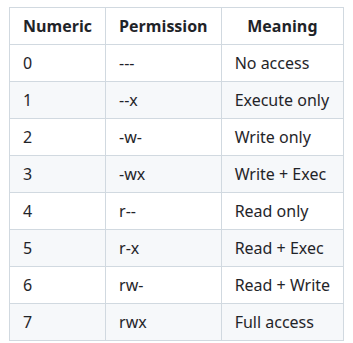 Numeric Permission Meaning
0 --- No access
1 --x Execute only
2 -w- Write only
3 -wx Write + Exec
4 r-- Read only
5 r-x Read + Exec
6 rw- Read + Write
7 rwx Full access